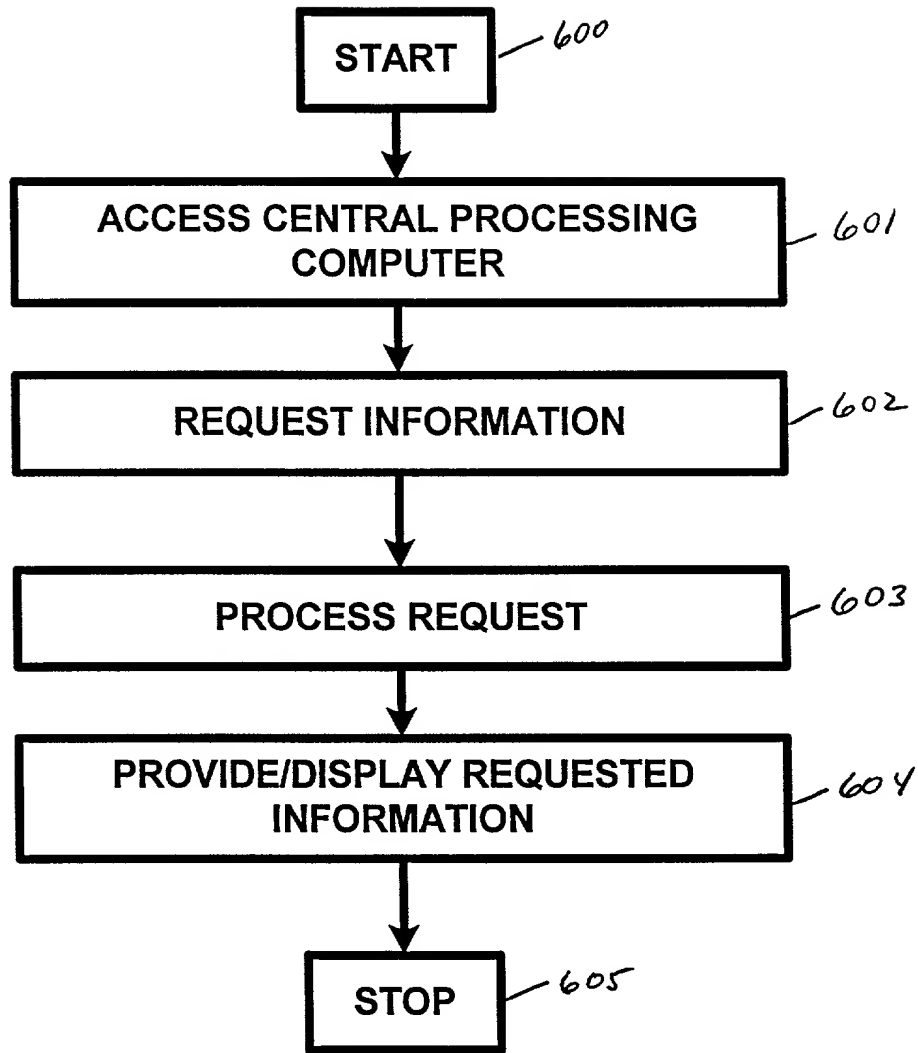 START
600
ACCESS CENTRAL PROCESSING
COMPUTER
601
REQUEST INFORMATION
602
PROCESS REQUEST
603
PROVIDE/DISPLAY REQUESTED
INFORMATION
604
STOP
605